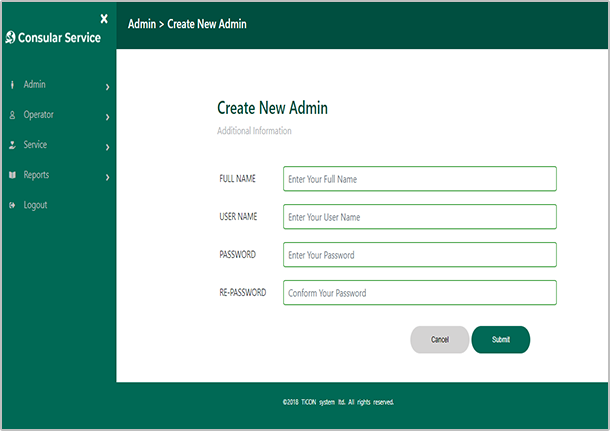 X
Consular Service
Admin > Create New Admin
Admin
Operator
Service
Reports
Logout
Create New Admin
Additional Information
FULL NAME
Enter Your Full Name
USER NAME
Enter Your User Name
PASSWORD
Enter Your Password
RE-PASSWORD
Conform Your Password
Cancel
Submit
©2018 TiCON system ltd. All rights reserved.